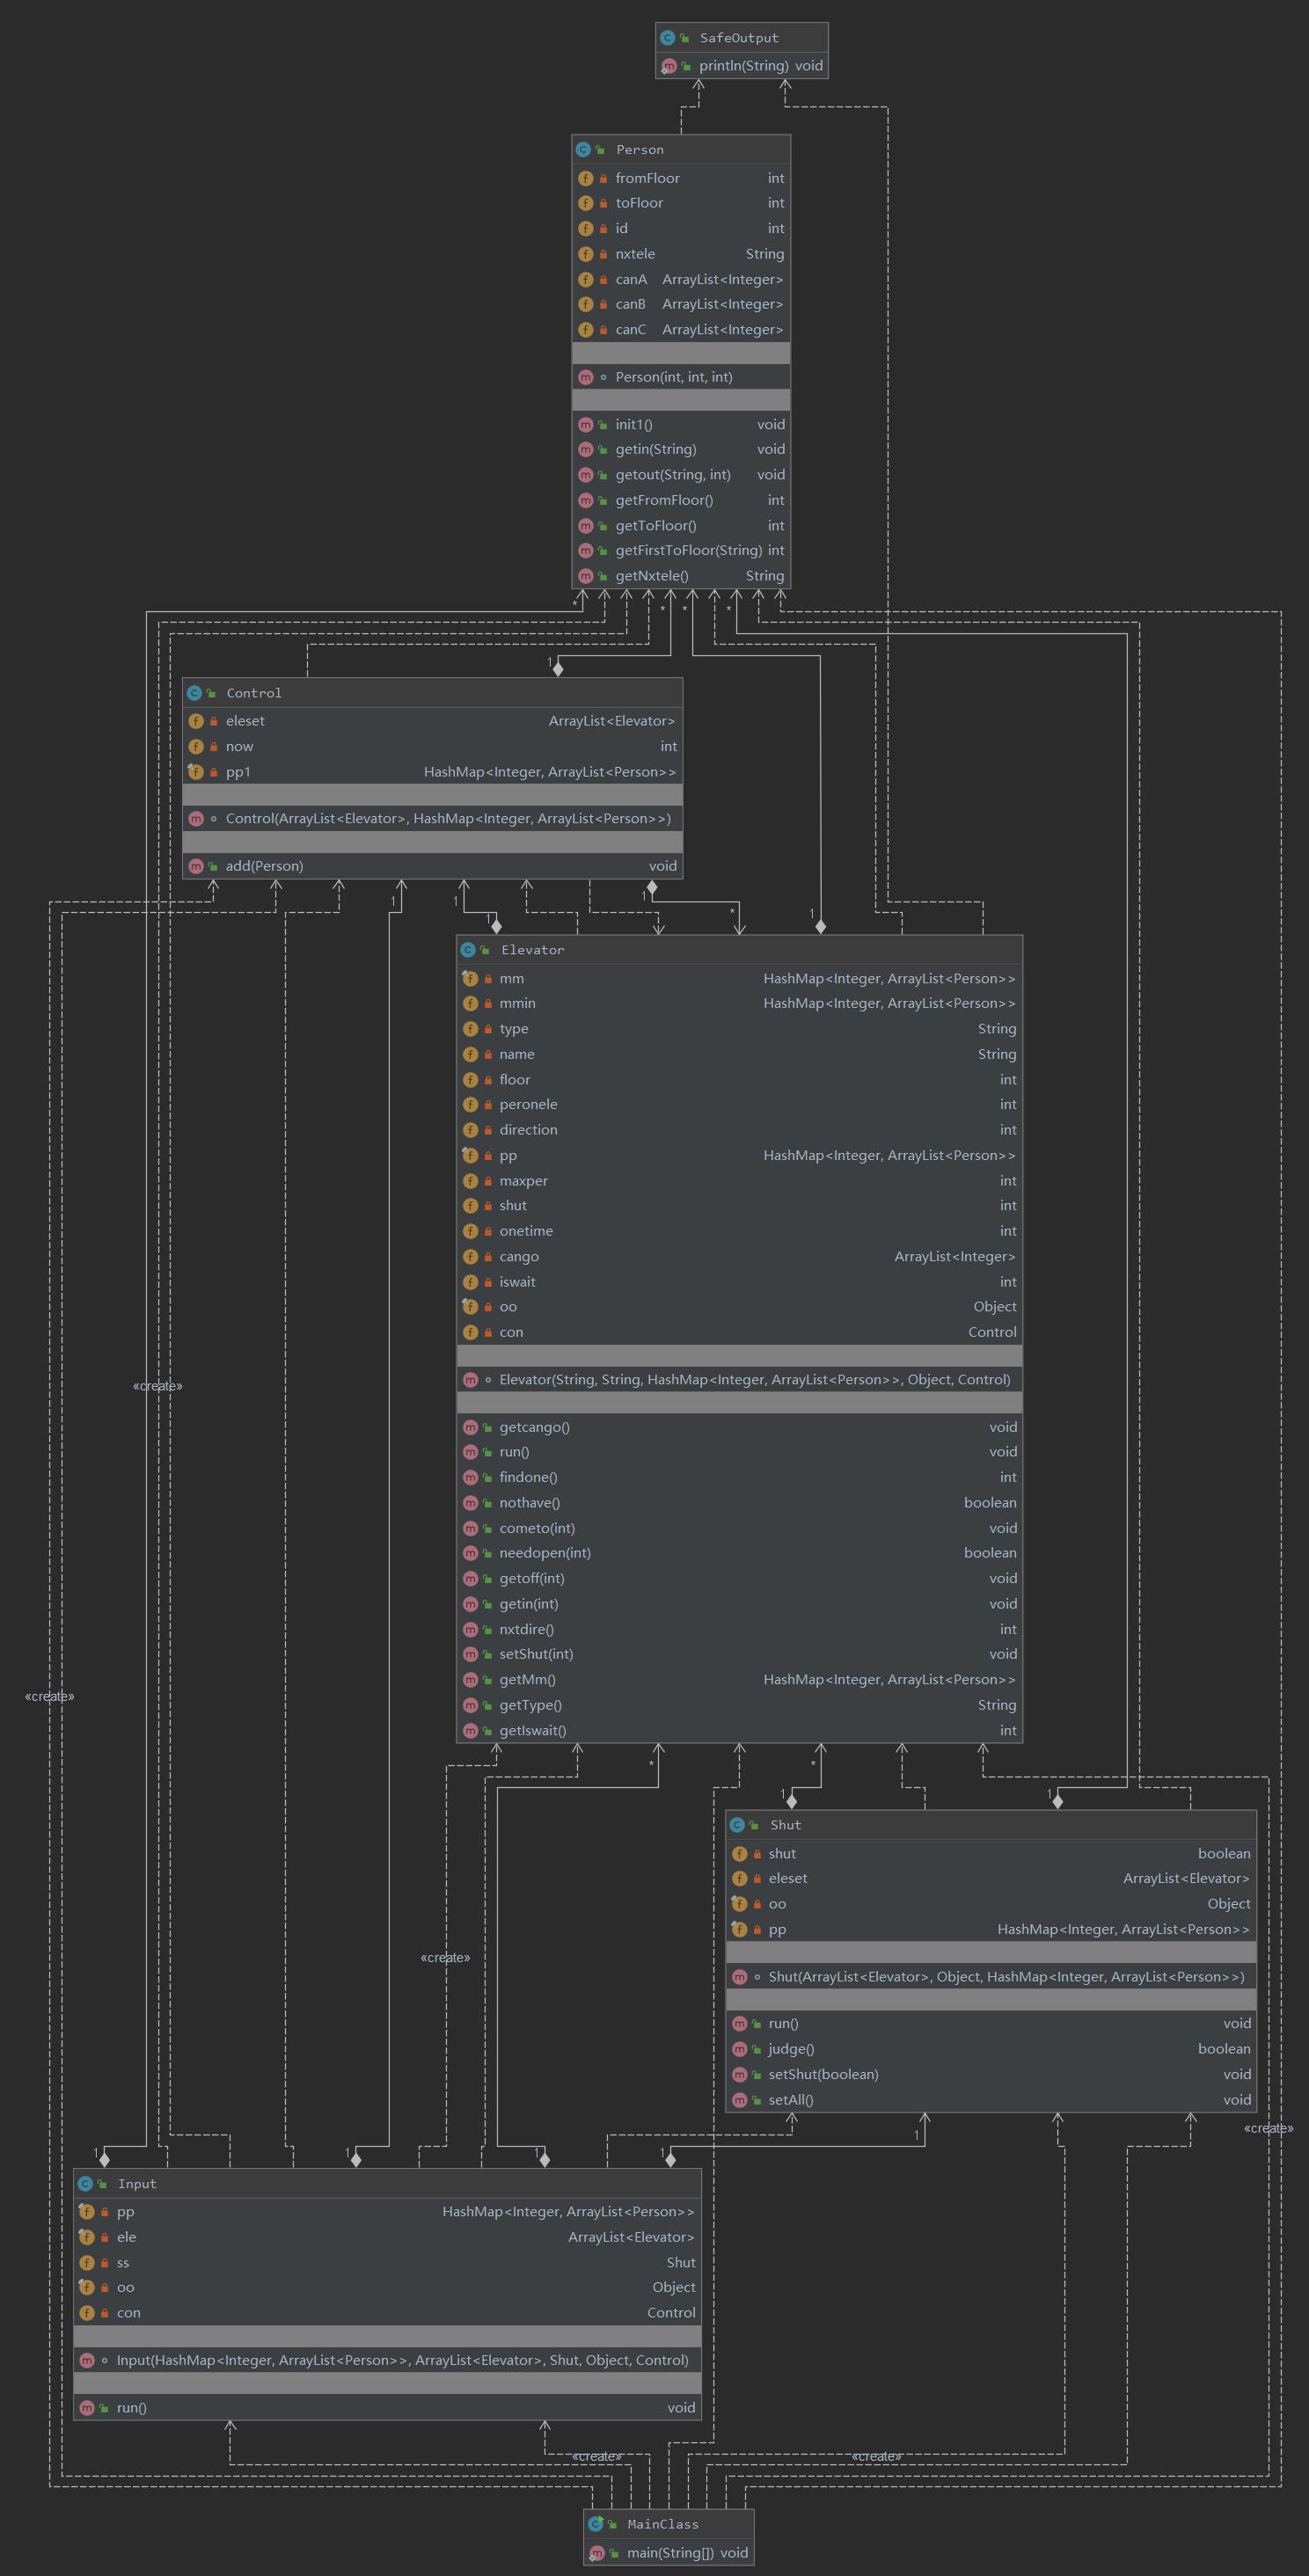 SafeOutput
println(String) void
Person
fromFloor int
toFloor int
id int
nxtele String
canA ArrayList<Integer>
canB ArrayList<Integer>
canC ArrayList<Integer>
Person(int, int, int)
init1() void
getin(String) void
getout(String, int) void
getFromFloor() int
getToFloor() int
getFirstToFloor(String) int
getNxtele() String
* * * *
1
Control
eleset ArrayList<Elevator>
now int
pp1 HashMap<Integer, ArrayList<Person>>
Control(ArrayList<Elevator>, HashMap<Integer, ArrayList<Person>>)
add(Person) void
1 1 1
1 * 1
Elevator
mm HashMap<Integer, ArrayList<Person>>
mmin HashMap<Integer, ArrayList<Person>>
type String
name String
floor int
peronele int
direction int
pp HashMap<Integer, ArrayList<Person>>
maxper int
shut int
onetime int
cango ArrayList<Integer>
iswait int
oo Object
con Control
Elevator(String, String, HashMap<Integer, ArrayList<Person>>, Object, Control)
«create»
getcango() void
run() void
findone() int
nothave() boolean
cometo(int) void
needopen(int) boolean
getoff(int) void
getin(int) void
nxtdire() int
setShut(int) void
getMm() HashMap<Integer, ArrayList<Person>>
«create»
getType() String
getIswait() int
* *
1 1
Shut
shut boolean
eleset ArrayList<Elevator>
oo Object
pp HashMap<Integer, ArrayList<Person>>
«create»
Shut(ArrayList<Elevator>, Object, HashMap<Integer, ArrayList<Person>>)
run() void
judge() boolean
setShut(boolean) void
setAll() void
«create»
1
1 1 1 1
Input
pp HashMap<Integer, ArrayList<Person>>
ele ArrayList<Elevator>
ss Shut
oo Object
con Control
Input(HashMap<Integer, ArrayList<Person>>, ArrayList<Elevator>, Shut, Object, Control)
run() void
«create» «create»
MainClass
main(String[]) void